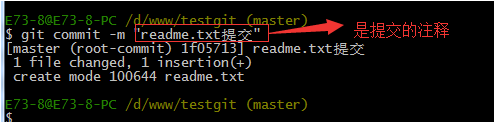 E73-8@E73-8-PC /d/www/testgit (master)
$ git commit -m "readme.txt提交"
是提交的注释
[master (root-commit) 1f05713] readme.txt提交
1 file changed, 1 insertion(+)
create mode 100644 readme.txt
E73-8@E73-8-PC /d/www/testgit (master)
$